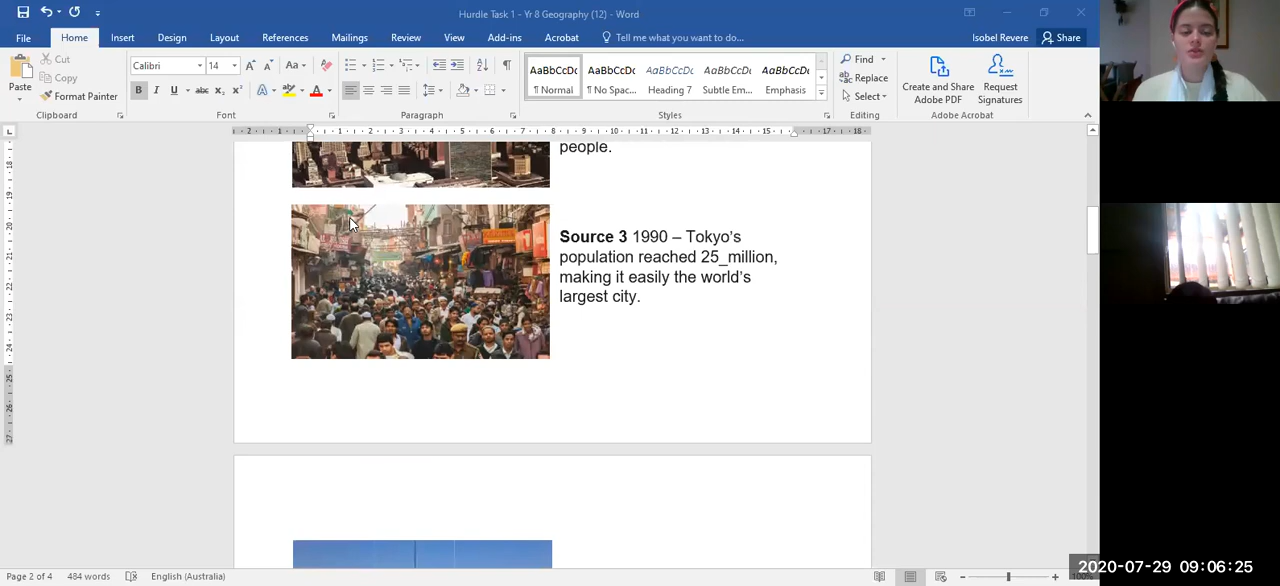 Hurdle Task 1 - Yr 8 Geography (12) - Word
File Home Insert Design Layout References Mailings Review View Add-ins Acrobat Tell me what you want to do... Isobel Revere Share
Paste
Cut
Copy
Format Painter
Clipboard
Calibri 14
Font
Paragraph
AaBbCcDc AaBbCcDc AaBbCcDc AaBbCcDc AaBbCcDc
¶ Normal ¶ No Spac... Heading 7 Subtle Em... Emphasis
Styles
Find
Replace
Select
Editing
Create and Share
Adobe PDF
Request
Signatures
Adobe Acrobat
people.
Source 3 1990 – Tokyo's
population reached 25_million,
making it easily the world's
largest city.
Page 2 of 4 484 words English (Australia)
2020-07-29 09:06:25